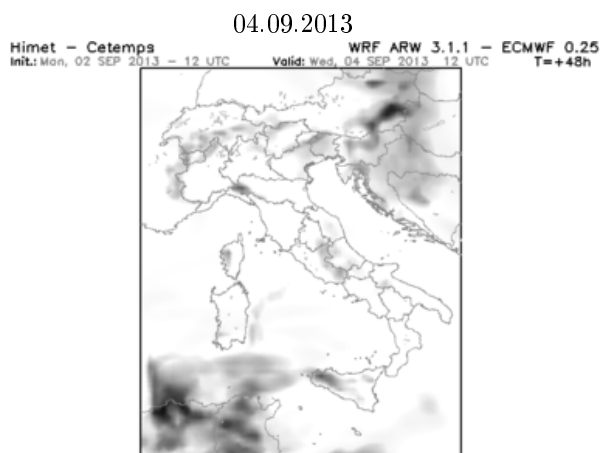 04.09.2013
Himet – Cetemps WRF ARW 3.1.1 – ECMWF 0.25
Init.: Mon, 02 SEP 2013 – 12 UTC Valid: Wed, 04 SEP 2013 12 UTC T=+48h